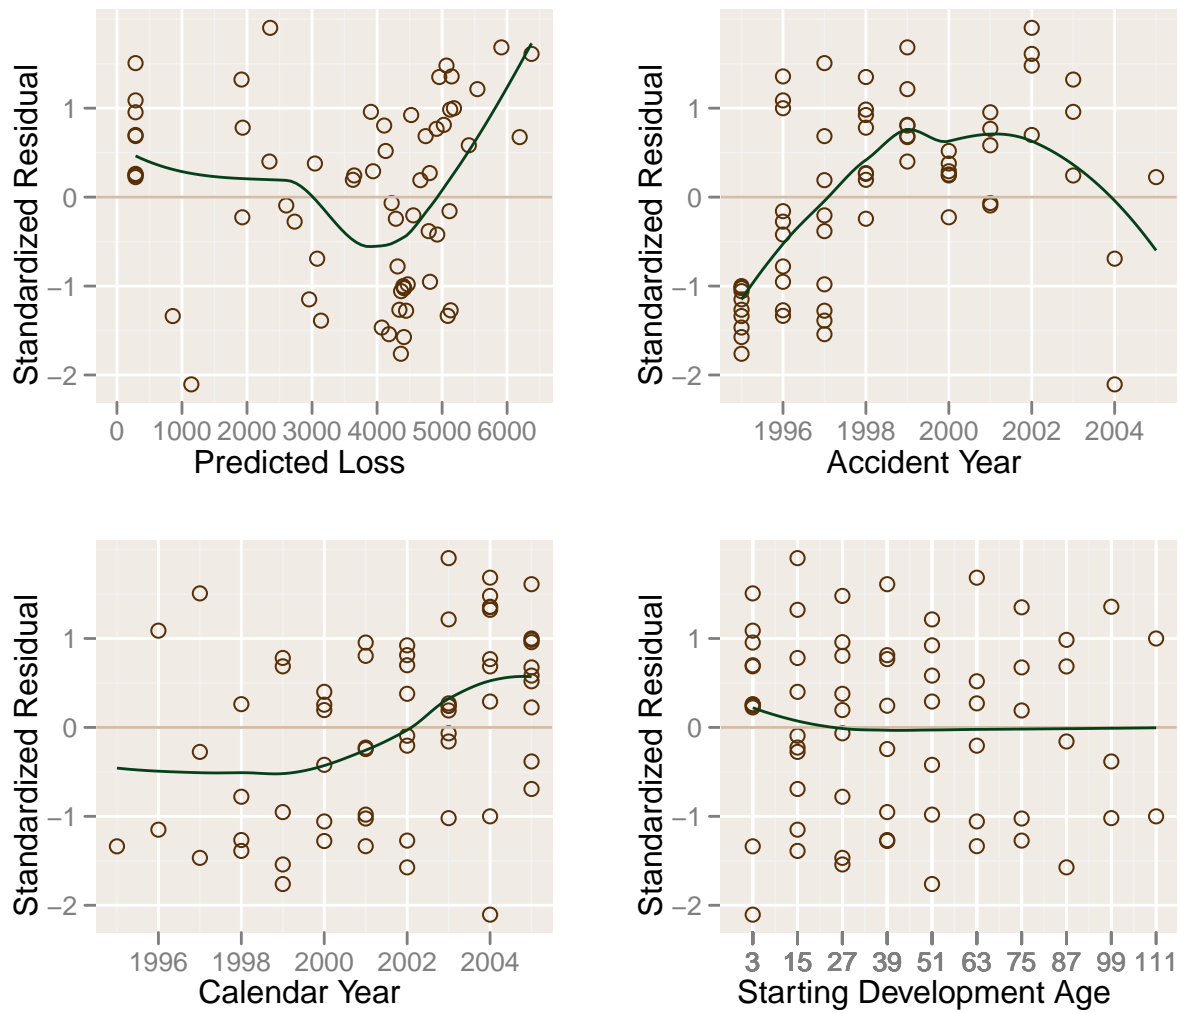 Standardized Residual
1
0
−1
−2
0 1000 2000 3000 4000 5000 6000
Predicted Loss
Standardized Residual
1
0
−1
−2
1996 1998 2000 2002 2004
Accident Year
Standardized Residual
1
0
−1
−2
1996 1998 2000 2002 2004
Calendar Year
Standardized Residual
1
0
−1
−2
3 15 27 39 51 63 75 87 99 111
Starting Development Age